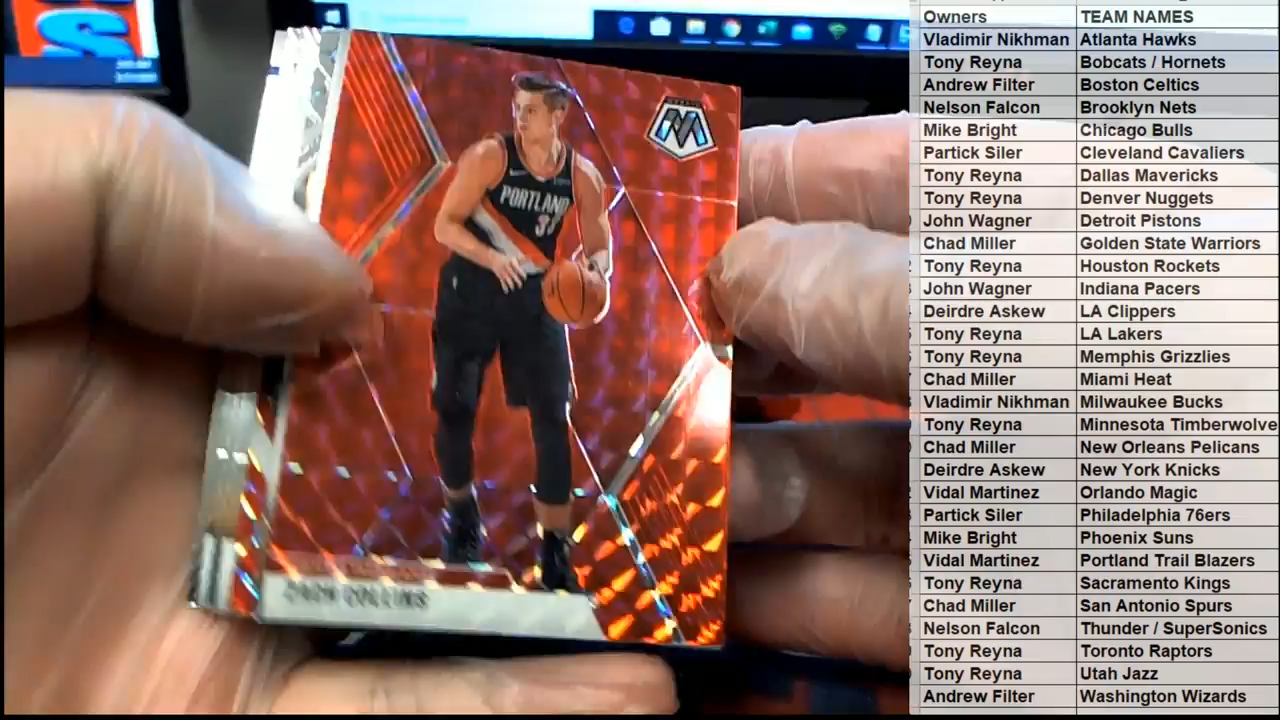 PORTLAND
33
ZACH COLLINS
Owners TEAM NAMES
Vladimir Nikhman Atlanta Hawks
Tony Reyna Bobcats / Hornets
Andrew Filter Boston Celtics
Nelson Falcon Brooklyn Nets
Mike Bright Chicago Bulls
Partick Siler Cleveland Cavaliers
Tony Reyna Dallas Mavericks
Tony Reyna Denver Nuggets
John Wagner Detroit Pistons
Chad Miller Golden State Warriors
Tony Reyna Houston Rockets
John Wagner Indiana Pacers
Deirdre Askew LA Clippers
Tony Reyna LA Lakers
Tony Reyna Memphis Grizzlies
Chad Miller Miami Heat
Vladimir Nikhman Milwaukee Bucks
Tony Reyna Minnesota Timberwolve
Chad Miller New Orleans Pelicans
Deirdre Askew New York Knicks
Vidal Martinez Orlando Magic
Partick Siler Philadelphia 76ers
Mike Bright Phoenix Suns
Vidal Martinez Portland Trail Blazers
Tony Reyna Sacramento Kings
Chad Miller San Antonio Spurs
Nelson Falcon Thunder / SuperSonics
Tony Reyna Toronto Raptors
Tony Reyna Utah Jazz
Andrew Filter Washington Wizards